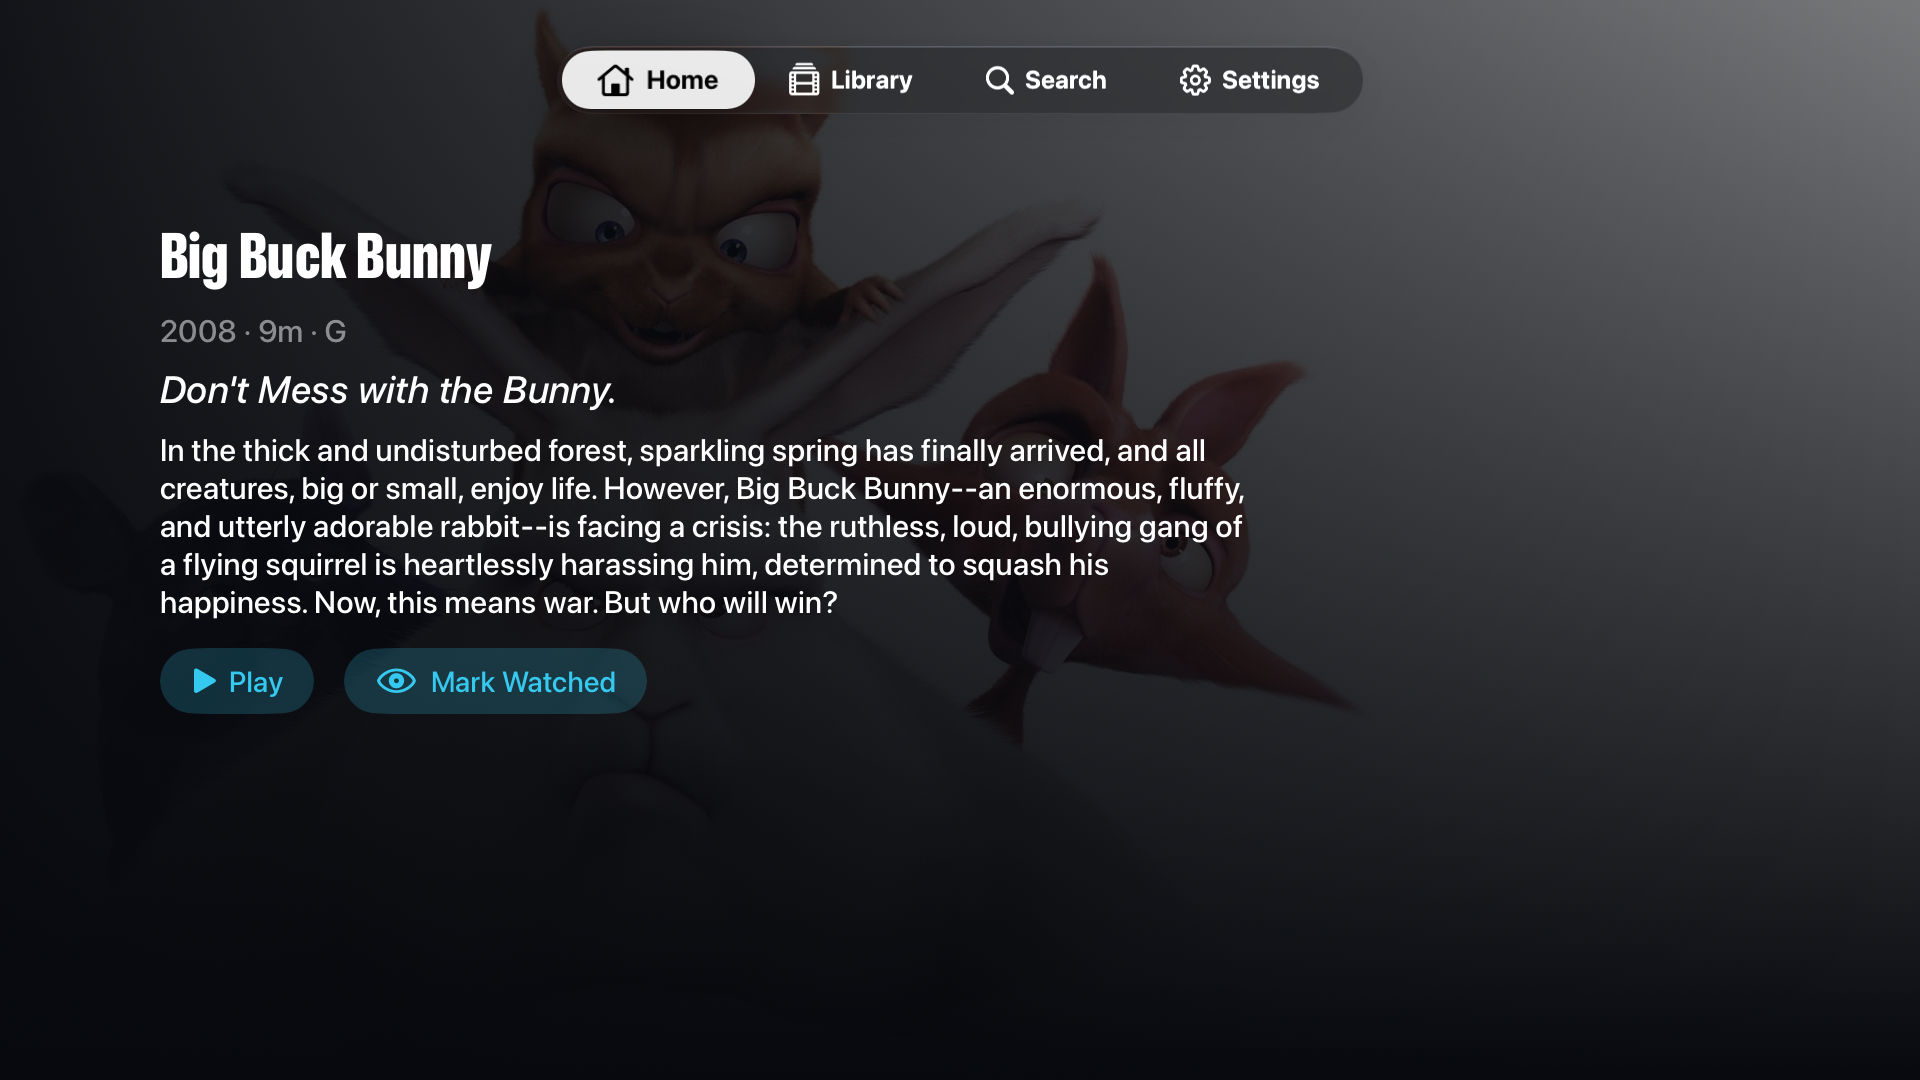 Home
Library
Search
Settings
Big Buck Bunny
2008 · 9m · G
Don't Mess with the Bunny.
In the thick and undisturbed forest, sparkling spring has finally arrived, and all
creatures, big or small, enjoy life. However, Big Buck Bunny--an enormous, fluffy,
and utterly adorable rabbit--is facing a crisis: the ruthless, loud, bullying gang of
a flying squirrel is heartlessly harassing him, determined to squash his
happiness. Now, this means war. But who will win?
Play
Mark Watched